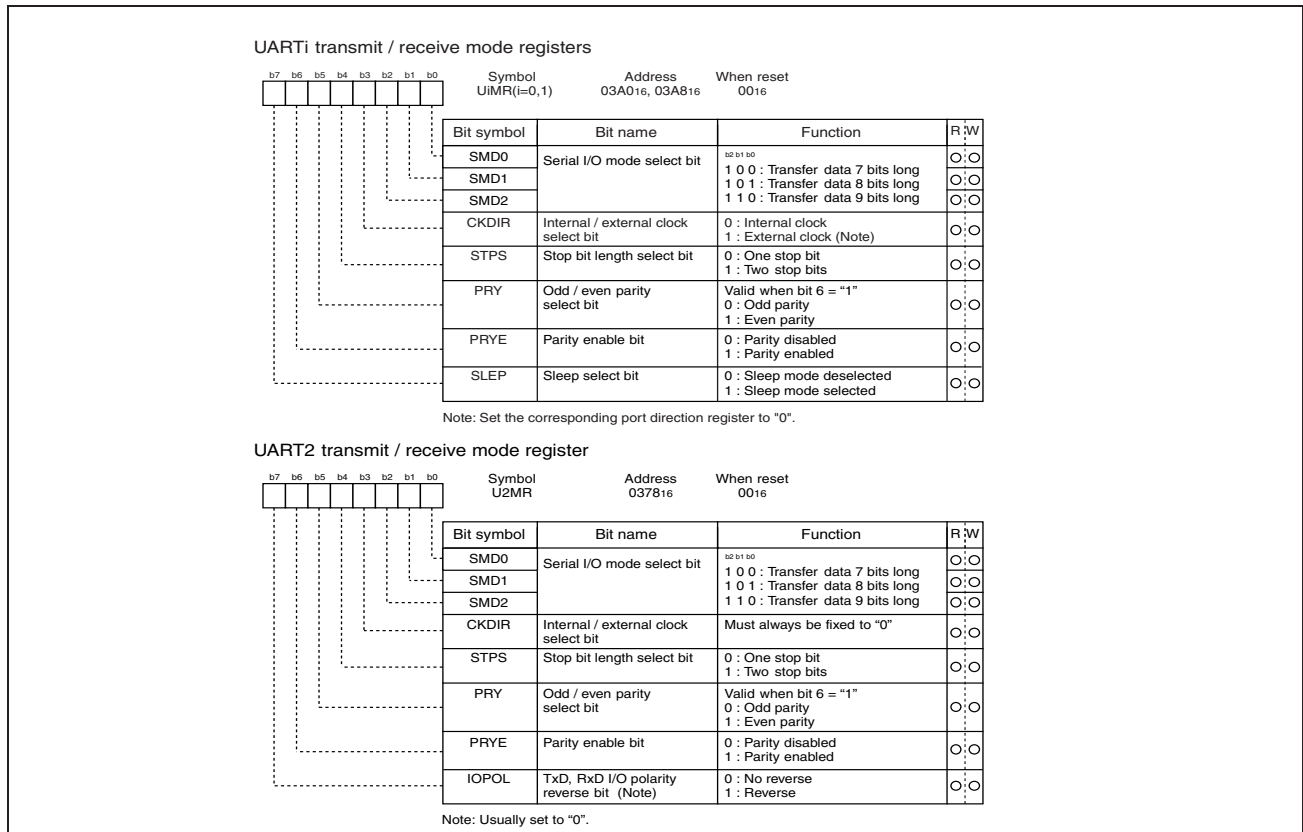 UARTi transmit / receive mode registers
b7 b6 b5 b4 b3 b2 b1 b0
Symbol Address When reset
UiMR(i=0,1) 03A016, 03A816 0016
Bit symbol Bit name Function R W
SMD0 Serial I/O mode select bit b2 b1 b0
1 0 0 : Transfer data 7 bits long
SMD1 1 0 1 : Transfer data 8 bits long
SMD2 1 1 0 : Transfer data 9 bits long
CKDIR Internal / external clock 0 : Internal clock
select bit 1 : External clock (Note)
STPS Stop bit length select bit 0 : One stop bit
1 : Two stop bits
PRY Odd / even parity Valid when bit 6 = “1”
select bit 0 : Odd parity
1 : Even parity
PRYE Parity enable bit 0 : Parity disabled
1 : Parity enabled
SLEP Sleep select bit 0 : Sleep mode deselected
1 : Sleep mode selected
Note: Set the corresponding port direction register to "0".
UART2 transmit / receive mode register
b7 b6 b5 b4 b3 b2 b1 b0
Symbol Address When reset
U2MR 037816 0016
Bit symbol Bit name Function R W
SMD0 Serial I/O mode select bit b2 b1 b0
1 0 0 : Transfer data 7 bits long
SMD1 1 0 1 : Transfer data 8 bits long
SMD2 1 1 0 : Transfer data 9 bits long
CKDIR Internal / external clock Must always be fixed to “0”
select bit
STPS Stop bit length select bit 0 : One stop bit
1 : Two stop bits
PRY Odd / even parity Valid when bit 6 = “1”
select bit 0 : Odd parity
1 : Even parity
PRYE Parity enable bit 0 : Parity disabled
1 : Parity enabled
IOPOL TxD, RxD I/O polarity 0 : No reverse
reverse bit (Note) 1 : Reverse
Note: Usually set to “0”.